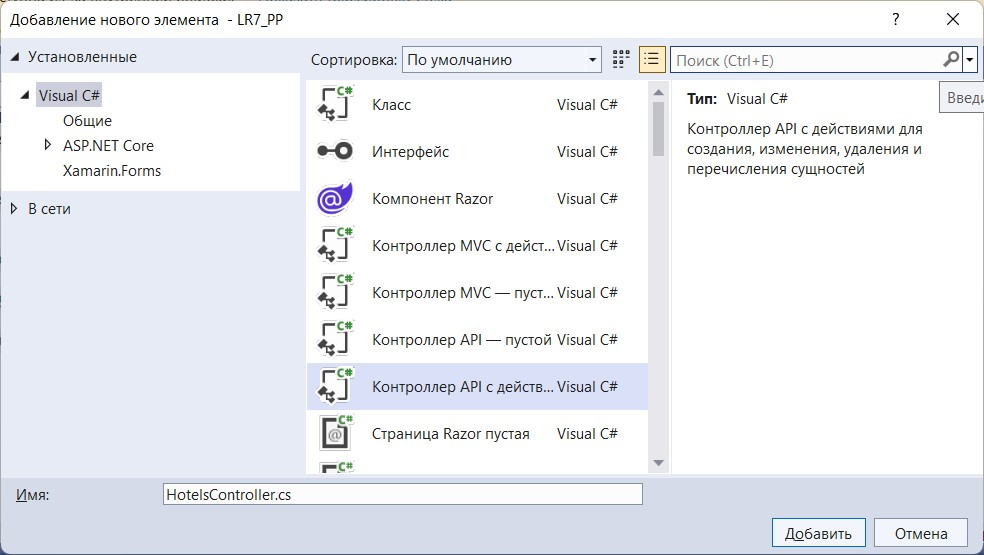 Добавление нового элемента - LR7_PP
?
Установленные
Visual C#
Общие
ASP.NET Core
Xamarin.Forms
В сети
Сортировка: По умолчанию
Поиск (Ctrl+E)
Класс Visual C#
Интерфейс Visual C#
Компонент Razor Visual C#
Контроллер MVC с дейст... Visual C#
Контроллер MVC — пуст... Visual C#
Контроллер API — пустой Visual C#
Контроллер API с действ... Visual C#
Страница Razor пустая Visual C#
C#
Тип: Visual C#
Контроллер API с действиями для
создания, изменения, удаления и
перечисления сущностей
Введи
Имя: HotelsController.cs
Добавить Отмена